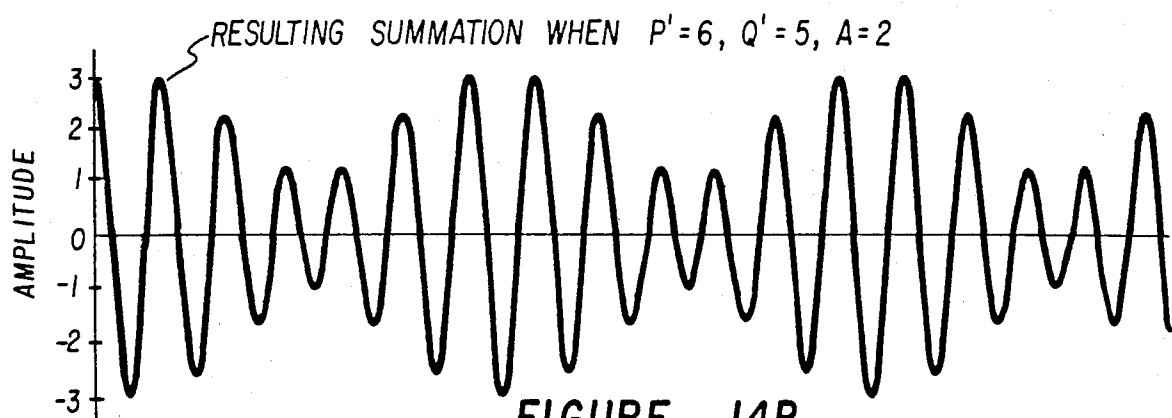 RESULTING SUMMATION WHEN P'=6, Q'=5, A=2
3
2
1
0
-1
-2
-3
AMPLITUDE
FIGURE 14B